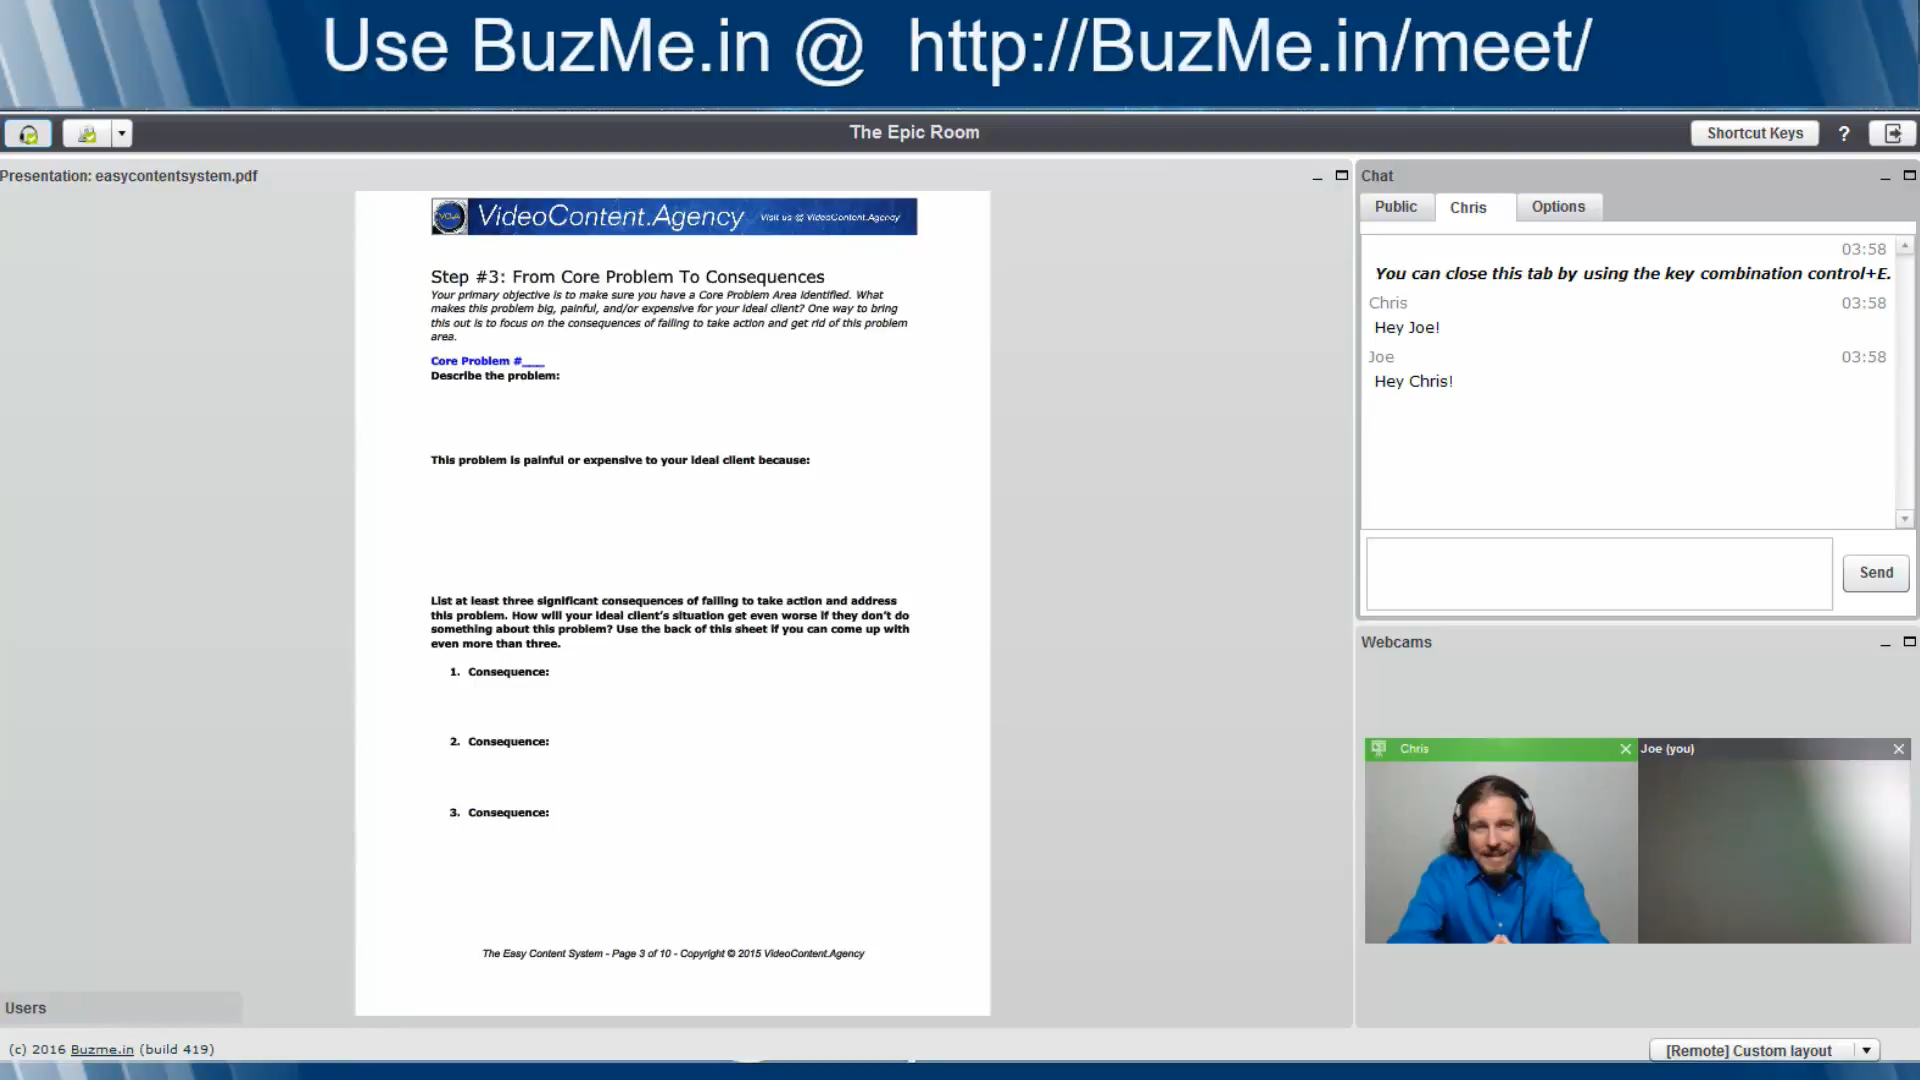 Use BuzMe.in @ http://BuzMe.in/meet/
The Epic Room
Shortcut Keys
?
Presentation: easycontentsystem.pdf
VCA
VideoContent.Agency
Visit us @ VideoContent.Agency
Step #3: From Core Problem To Consequences
Your primary objective is to make sure you have a Core Problem Area identified. What
makes this problem big, painful, and/or expensive for your ideal client? One way to bring
this out is to focus on the consequences of failing to take action and get rid of this problem
area.
Core Problem #___
Describe the problem:
This problem is painful or expensive to your ideal client because:
List at least three significant consequences of failing to take action and address
this problem. How will your ideal client's situation get even worse if they don't do
something about this problem? Use the back of this sheet if you can come up with
even more than three.
1. Consequence:
2. Consequence:
3. Consequence:
The Easy Content System - Page 3 of 10 - Copyright © 2015 VideoContent.Agency
Chat
Public
Chris
Options
03:58
You can close this tab by using the key combination control+E.
Chris 03:58
Hey Joe!
Joe 03:58
Hey Chris!
Send
Webcams
Chris
Joe (you)
Users
(c) 2016 Buzme.in (build 419)
[Remote] Custom layout